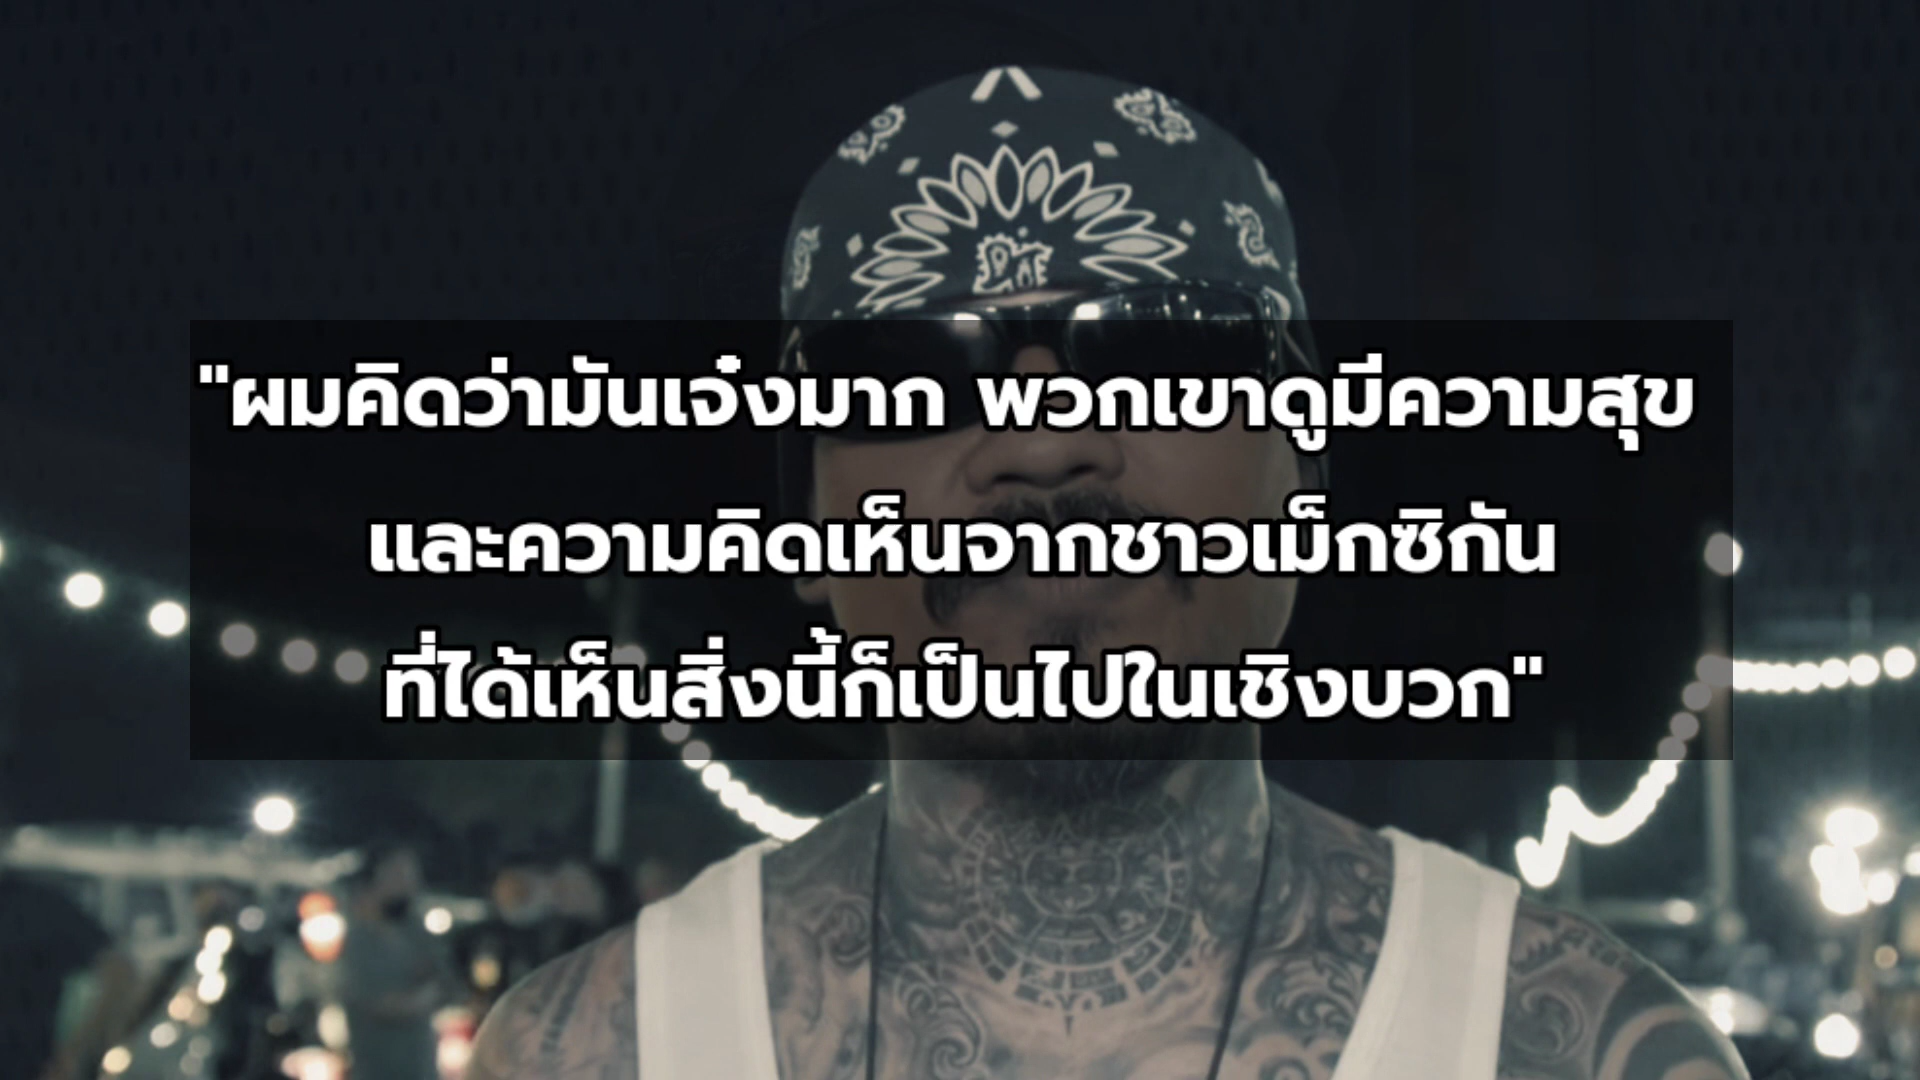 "ผมคิดว่ามันเจ๋งมาก พวกเขาดูมีความสุข
และความคิดเห็นจากชาวเม็กซิกัน
ที่ได้เห็นสิ่งนี้ก็เป็นไปในเชิงบวก"